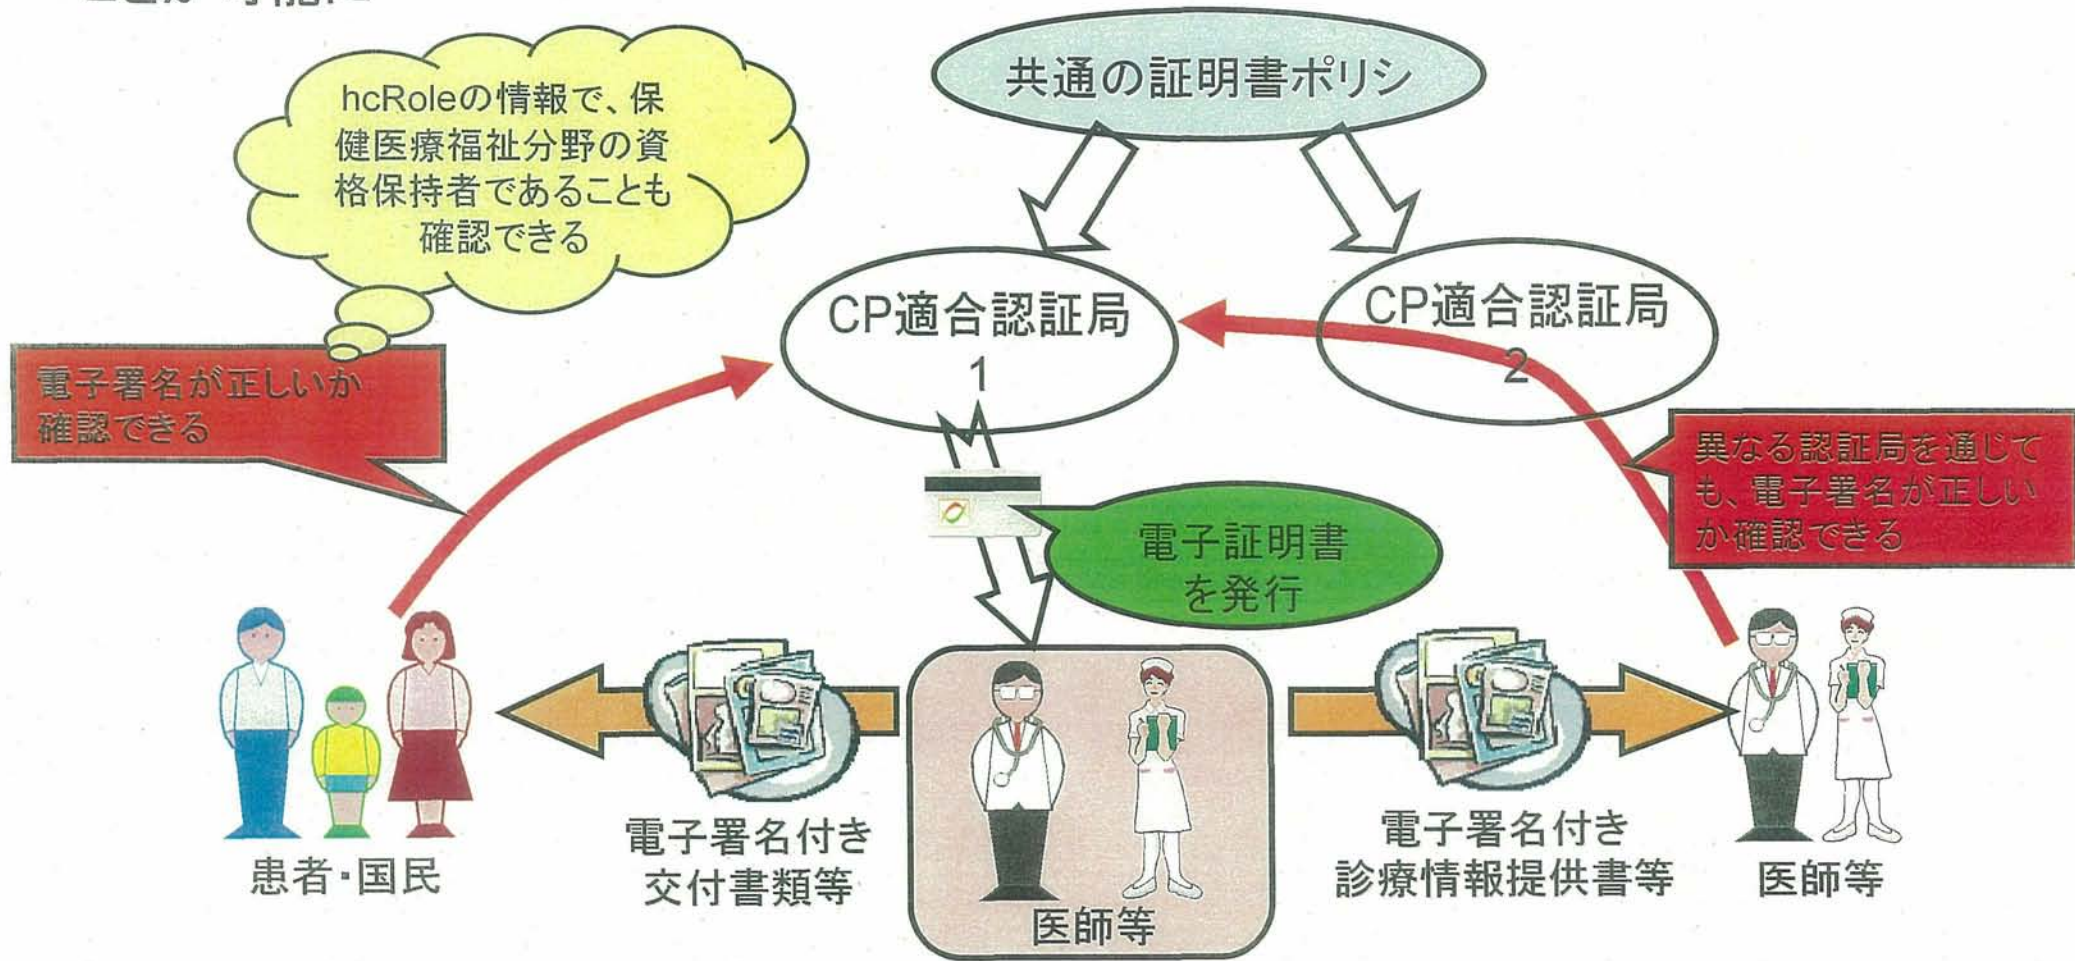 共通の証明書ポリシ
hcRoleの情報で、保
健医療福祉分野の資
格保持者であることも
確認できる
CP適合認証局
1
CP適合認証局
2
電子署名が正しいか
確認できる
異なる認証局を通じて
も、電子署名が正しい
か確認できる
電子証明書
を発行
電子署名付き
交付書類等
電子署名付き
診療情報提供書等
患者・国民
医師等
医師等